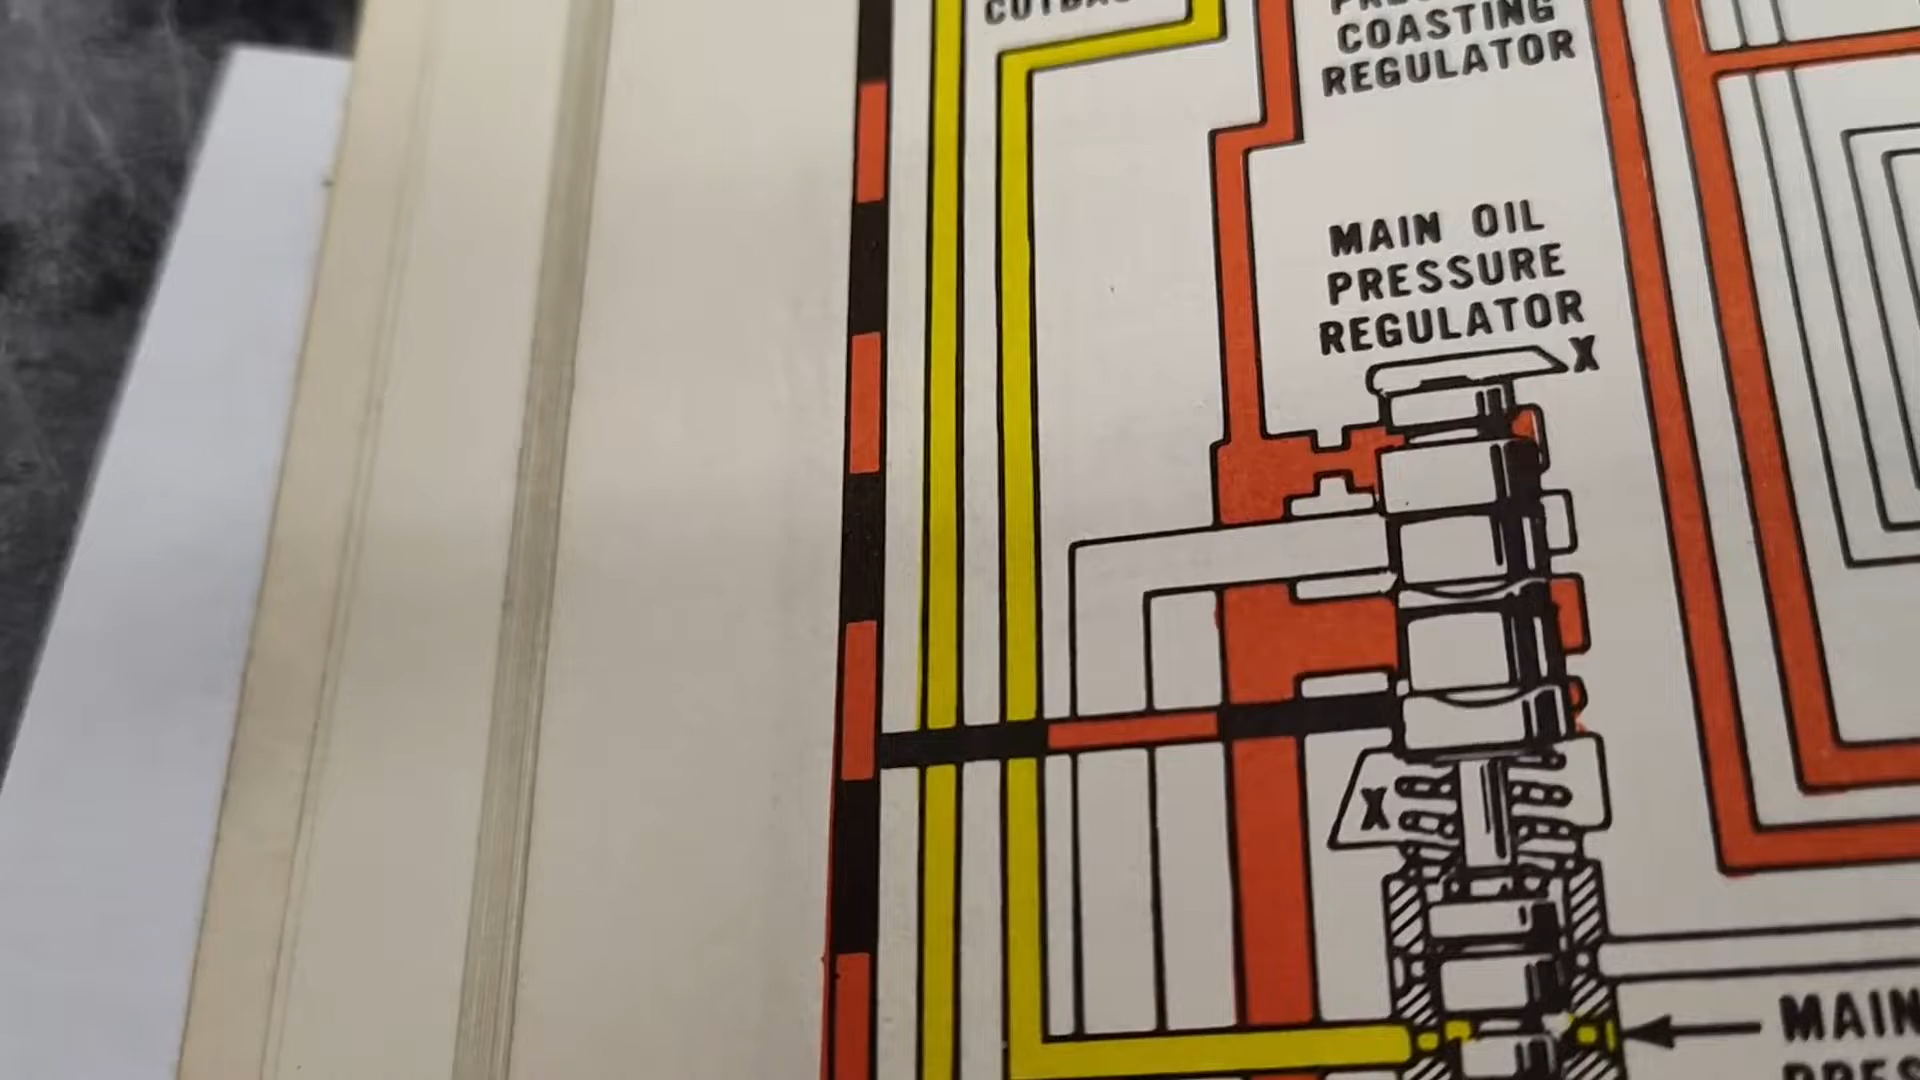 COASTING
REGULATOR
MAIN OIL
PRESSURE
REGULATOR
X
X
MAIN